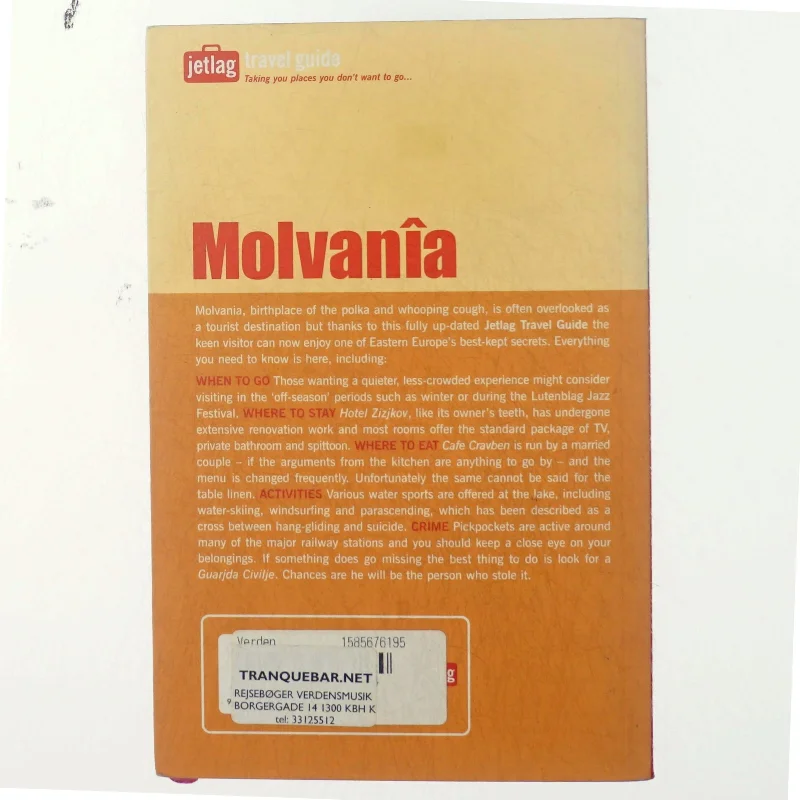 jetlag travel guide
Taking you places you don't want to go...
Molvanîa
Molvania, birthplace of the polka and whooping cough, is often overlooked as
a tourist destination but thanks to this fully up-dated Jetlag Travel Guide the
keen visitor can now enjoy one of Eastern Europe's best-kept secrets. Everything
you need to know is here, including:
WHEN TO GO Those wanting a quieter, less-crowded experience might consider
visiting in the 'off-season' periods such as winter or during the Lutenblag Jazz
Festival. WHERE TO STAY Hotel Zizjkov, like its owner's teeth, has undergone
extensive renovation work and most rooms offer the standard package of TV,
private bathroom and spittoon. WHERE TO EAT Cafe Cravben is run by a married
couple – if the arguments from the kitchen are anything to go by – and the
menu is changed frequently. Unfortunately the same cannot be said for the
table linen. ACTIVITIES Various water sports are offered at the lake, including
water-skiing, windsurfing and parascending, which has been described as a
cross between hang-gliding and suicide. CRIME Pickpockets are active around
many of the major railway stations and you should keep a close eye on your
belongings. If something does go missing the best thing to do is look for a
Guarjda Civilje. Chances are he will be the person who stole it.
Verden 1585676195
TRANQUEBAR.NET
REJSEBØGER VERDENSMUSIK
BORGERGADE 14 1300 KBH K
tel: 33125512